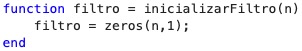 function filtro = inicializarFiltro(n)
    filtro = zeros(n,1);
end